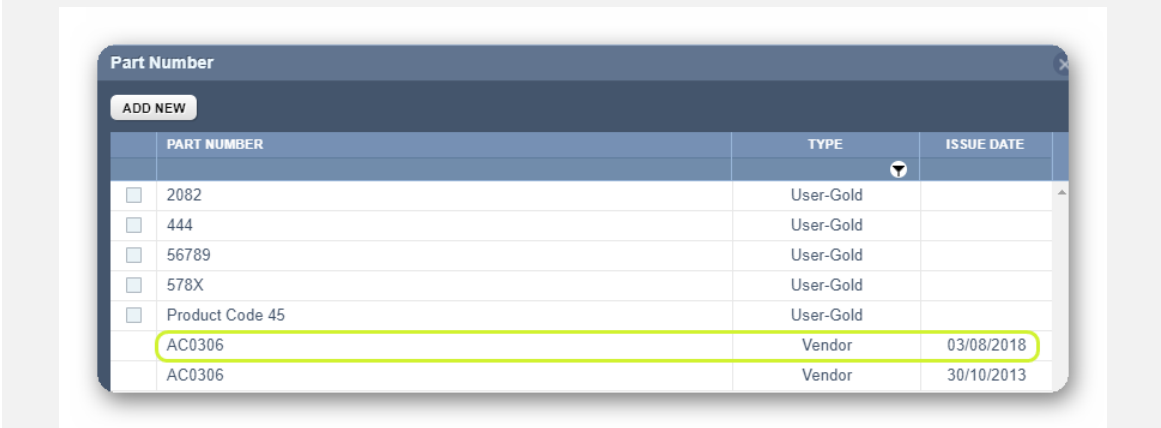 Part Number
ADD NEW
PART NUMBER TYPE ISSUE DATE
2082 User-Gold
444 User-Gold
56789 User-Gold
578X User-Gold
Product Code 45 User-Gold
AC0306 Vendor 03/08/2018
AC0306 Vendor 30/10/2013